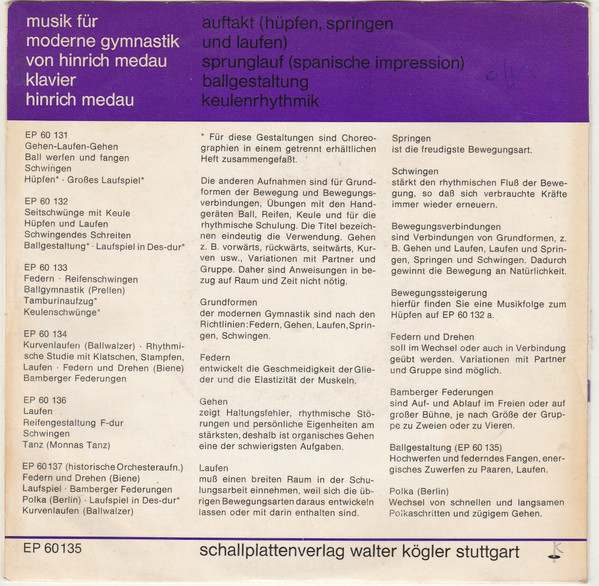 musik für
moderne gymnastik
von hinrich medau
klavier
hinrich medau
auftakt (hüpfen, springen
und laufen)
sprunglauf (spanische impression)
ballgestaltung
keulenrhythmik
EP 60 131
Gehen-Laufen-Gehen
Ball werfen und fangen
Schwingen
Hüpfen* · Großes Laufspiel*
EP 60 132
Seitschwünge mit Keule
Hüpfen und Laufen
Schwingendes Schreiten
Ballgestaltung* · Laufspiel in Des-dur*
EP 60 133
Federn · Reifenschwingen
Ballgymnastik (Prellen)
Tamburinaufzug*
Keulenschwünge*
EP 60 134
Kurvenlaufen (Ballwalzer) · Rhythmi-
sche Studie mit Klatschen, Stampfen,
Laufen · Federn und Drehen (Biene)
Bamberger Federungen
EP 60 136
Laufen
Reifengestaltung F-dur
Schwingen
Tanz (Monnas Tanz)
EP 60137 (historische Orchesteraufn.)
Federn und Drehen (Biene)
Laufspiel · Bamberger Federungen
Polka (Berlin) · Laufspiel in Des-dur*
Kurvenlaufen (Ballwalzer)
* Für diese Gestaltungen sind Choreo-
graphien in einem getrennt erhältlichen
Heft zusammengefaßt.
Die anderen Aufnahmen sind für Grund-
formen der Bewegung und Bewegungs-
verbindungen, Übungen mit den Hand-
geräten Ball, Reifen, Keule und für die
rhythmische Schulung. Die Titel bezeich-
nen eindeutig die Verwendung. Gehen
z. B. vorwärts, rückwärts, seitwärts, Kur-
ven usw., Variationen mit Partner und
Gruppe. Daher sind Anweisungen in be-
zug auf Raum und Zeit nicht nötig.
Grundformen
der modernen Gymnastik sind nach den
Richtlinien: Federn, Gehen, Laufen, Sprin-
gen, Schwingen.
Federn
entwickelt die Geschmeidigkeit der Glie-
der und die Elastizität der Muskeln.
Gehen
zeigt Haltungsfehler, rhythmische Stö-
rungen und persönliche Eigenheiten am
stärksten, deshalb ist organisches Gehen
eine der schwierigsten Aufgaben.
Laufen
muß einen breiten Raum in der Schu-
lungsarbeit einnehmen, weil sich die üb-
rigen Bewegungsarten daraus entwickeln
lassen oder mit darin enthalten sind.
Springen
ist die freudigste Bewegungsart.
Schwingen
stärkt den rhythmischen Fluß der Bewe-
gung, so daß sich verbrauchte Kräfte
immer wieder erneuern.
Bewegungsverbindungen
sind Verbindungen von Grundformen, z.
B. Gehen und Laufen, Laufen und Sprin-
gen, Springen und Schwingen. Dadurch
gewinnt die Bewegung an Natürlichkeit.
Bewegungssteigerung
hierfür finden Sie eine Musikfolge zum
Hüpfen auf EP 60 132 a.
Federn und Drehen
soll im Wechsel oder auch in Verbindung
geübt werden. Variationen mit Partner
und Gruppe sind möglich.
Bamberger Federungen
sind Auf- und Ablauf im Freien oder auf
großer Bühne, je nach Größe der Grup-
pe zu Zweien oder zu Vieren.
Ballgestaltung (EP 60 135)
Hochwerfen und federndes Fangen, ener-
gisches Zuwerfen zu Paaren, Laufen.
Polka (Berlin)
Wechsel von schnellen und langsamen
Polkaschritten und zügigem Gehen.
EP 60135
schallplattenverlag walter kögler stuttgart